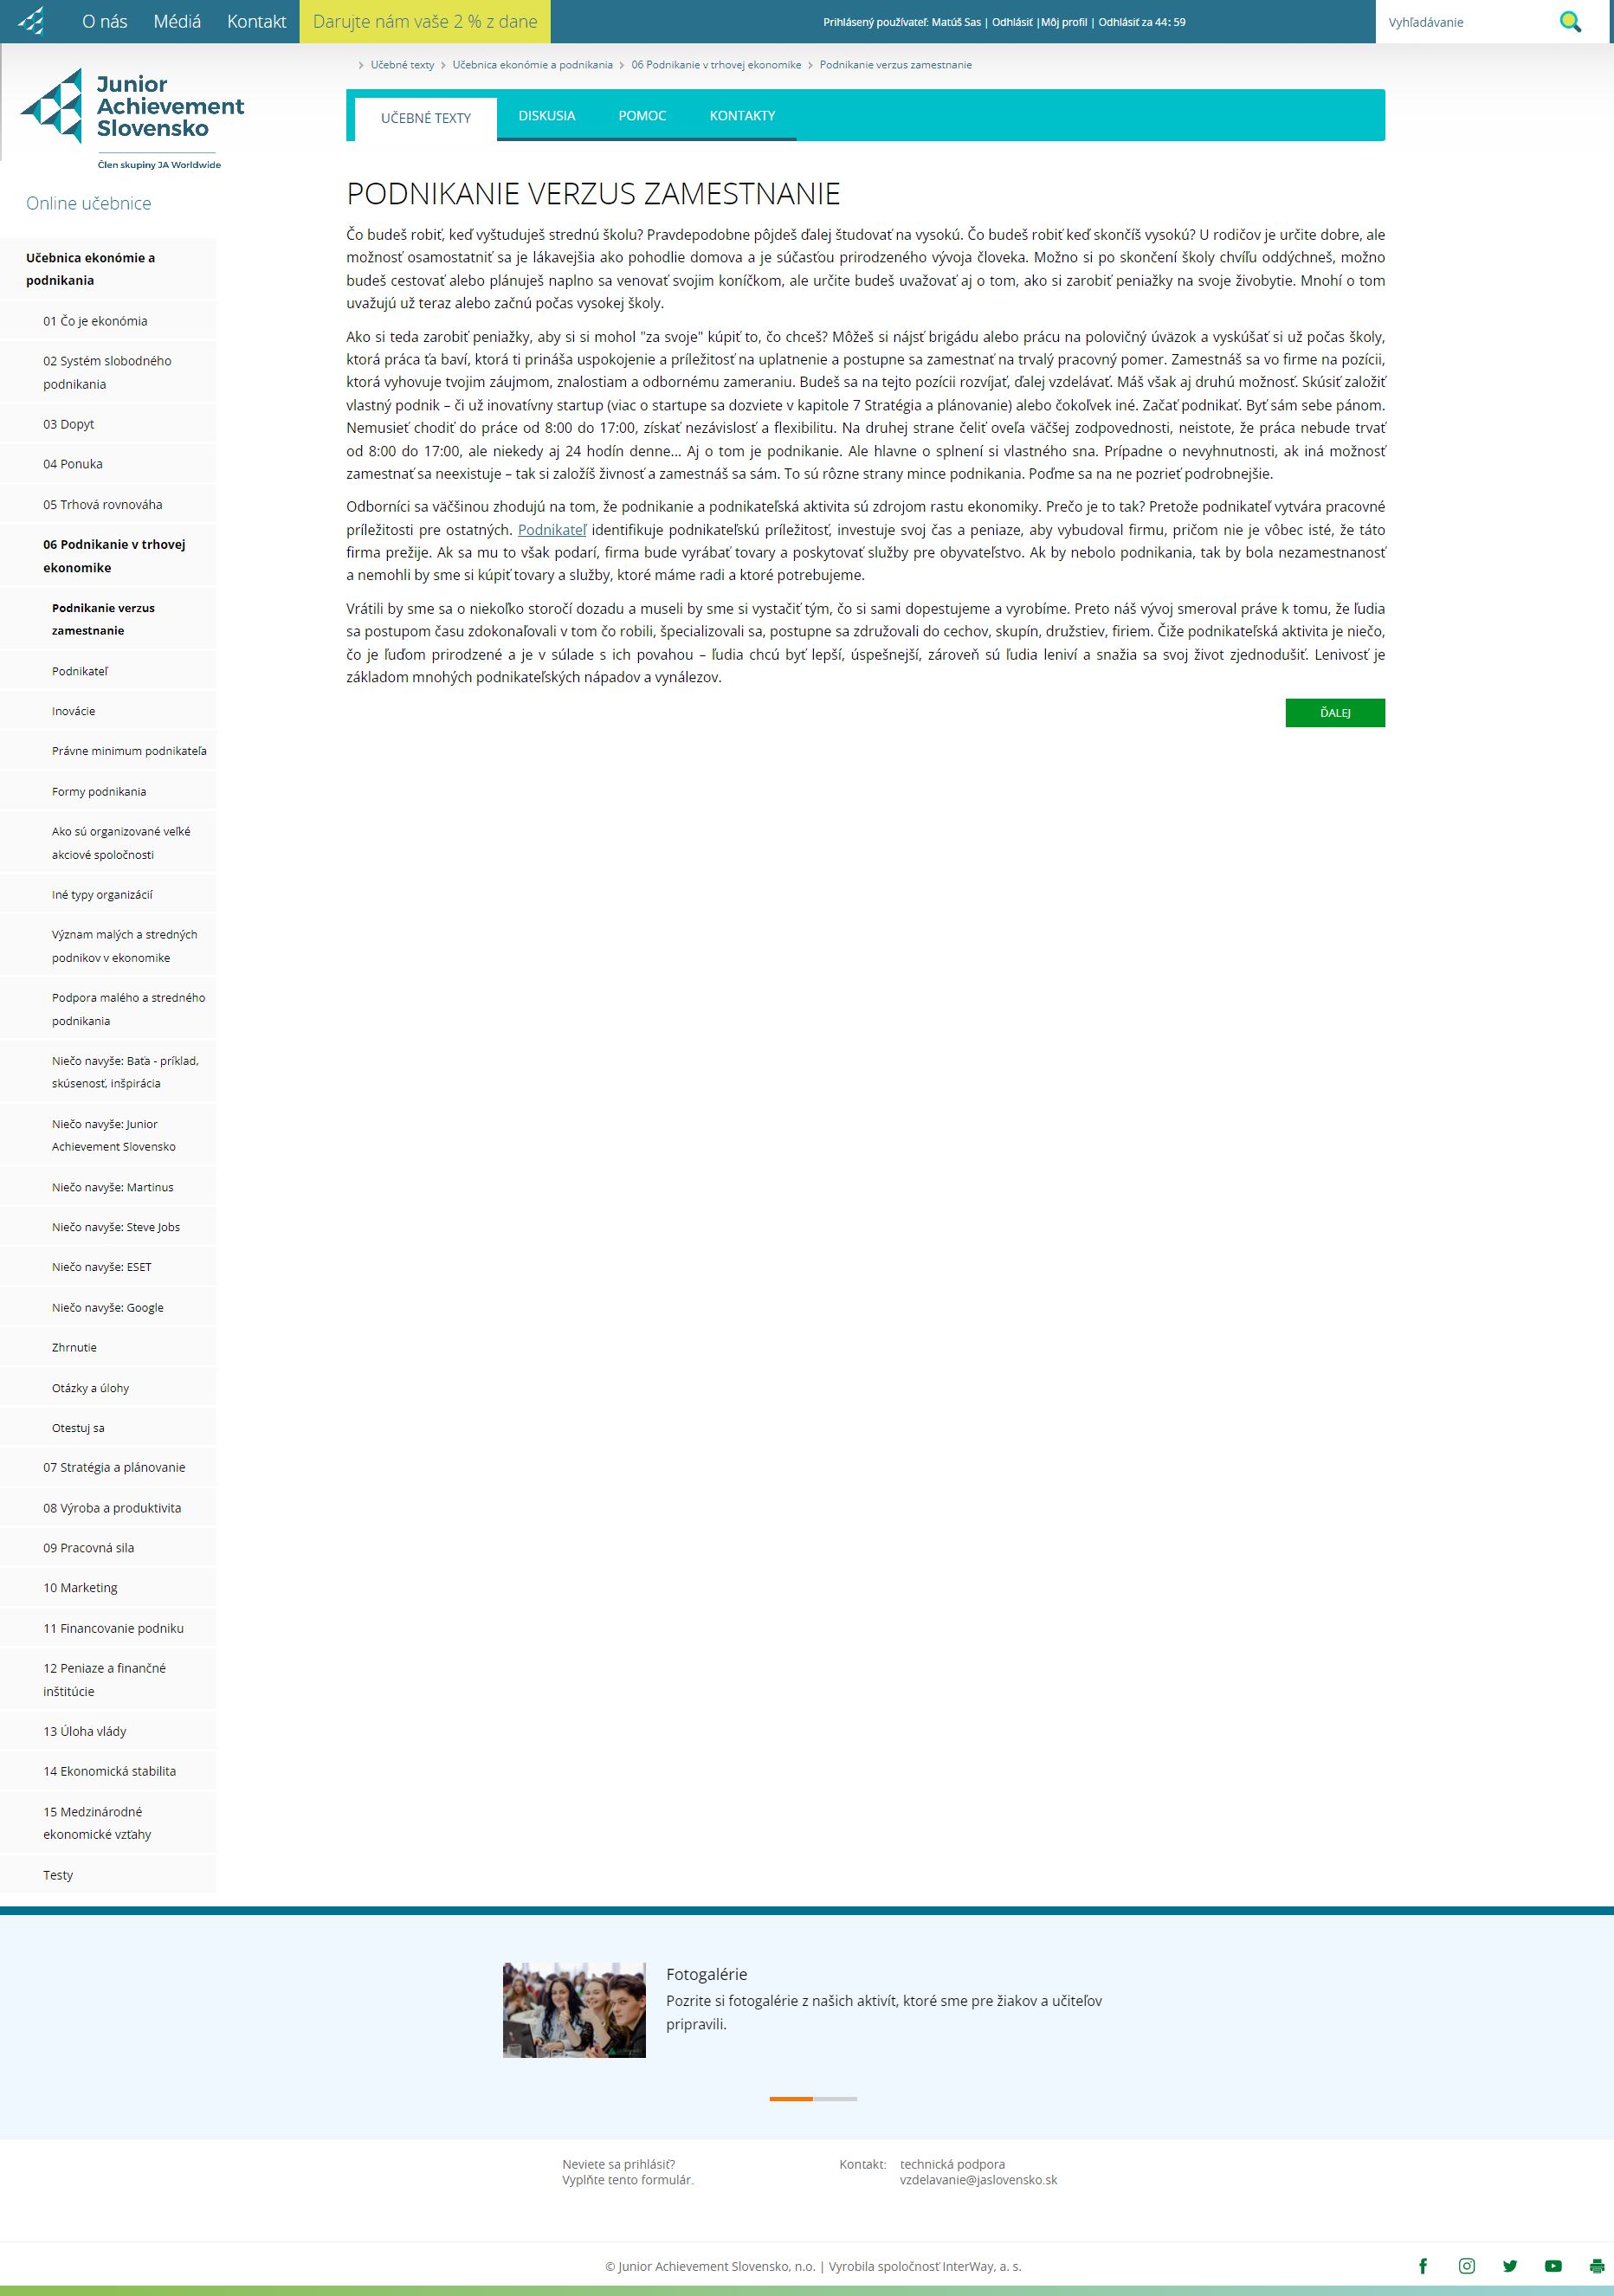 O nás Médiá Kontakt Darujte nám vaše 2 % z dane
Prihlásený používateľ: Matúš Sas | Odhlásiť |Môj profil | Odhlásiť za 44: 59
Vyhľadávanie
Junior
Achievement
Slovensko
Člen skupiny JA Worldwide
Učebné texty Učebnica ekonómie a podnikania 06 Podnikanie v trhovej ekonomike Podnikanie verzus zamestnanie
UČEBNÉ TEXTY DISKUSIA POMOC KONTAKTY
Online učebnice
Učebnica ekonómie a
podnikania
01 Čo je ekonómia
02 Systém slobodného
podnikania
03 Dopyt
04 Ponuka
05 Trhová rovnováha
06 Podnikanie v trhovej
ekonomike
Podnikanie verzus
zamestnanie
Podnikateľ
Inovácie
Právne minimum podnikateľa
Formy podnikania
Ako sú organizované veľké
akciové spoločnosti
Iné typy organizácií
Význam malých a stredných
podnikov v ekonomike
Podpora malého a stredného
podnikania
Niečo navyše: Baťa - príklad,
skúsenosť, inšpirácia
Niečo navyše: Junior
Achievement Slovensko
Niečo navyše: Martinus
Niečo navyše: Steve Jobs
Niečo navyše: ESET
Niečo navyše: Google
Zhrnutie
Otázky a úlohy
Otestuj sa
07 Stratégia a plánovanie
08 Výroba a produktivita
09 Pracovná sila
10 Marketing
11 Financovanie podniku
12 Peniaze a finančné
inštitúcie
13 Úloha vlády
14 Ekonomická stabilita
15 Medzinárodné
ekonomické vzťahy
Testy
PODNIKANIE VERZUS ZAMESTNANIE
Čo budeš robiť, keď vyštuduješ strednú školu? Pravdepodobne pôjdeš ďalej študovať na vysokú. Čo budeš robiť keď skončíš vysokú? U rodičov je určite dobre, ale
možnosť osamostatniť sa je lákavejšia ako pohodlie domova a je súčasťou prirodzeného vývoja človeka. Možno si po skončení školy chvíľu oddýchneš, možno
budeš cestovať alebo plánuješ naplno sa venovať svojim koníčkom, ale určite budeš uvažovať aj o tom, ako si zarobiť peniažky na svoje živobytie. Mnohí o tom
uvažujú už teraz alebo začnú počas vysokej školy.
Ako si teda zarobiť peniažky, aby si si mohol "za svoje" kúpiť to, čo chceš? Môžeš si nájsť brigádu alebo prácu na polovičný úväzok a vyskúšať si už počas školy,
ktorá práca ťa baví, ktorá ti prináša uspokojenie a príležitosť na uplatnenie a postupne sa zamestnať na trvalý pracovný pomer. Zamestnáš sa vo firme na pozícii,
ktorá vyhovuje tvojim záujmom, znalostiam a odbornému zameraniu. Budeš sa na tejto pozícii rozvíjať, ďalej vzdelávať. Máš však aj druhú možnosť. Skúsiť založiť
vlastný podnik – či už inovatívny startup (viac o startupe sa dozviete v kapitole 7 Stratégia a plánovanie) alebo čokoľvek iné. Začať podnikať. Byť sám sebe pánom.
Nemusieť chodiť do práce od 8:00 do 17:00, získať nezávislosť a flexibilitu. Na druhej strane čeliť oveľa väčšej zodpovednosti, neistote, že práca nebude trvať
od 8:00 do 17:00, ale niekedy aj 24 hodín denne... Aj o tom je podnikanie. Ale hlavne o splnení si vlastného sna. Prípadne o nevyhnutnosti, ak iná možnosť
zamestnať sa neexistuje – tak si založíš živnosť a zamestnáš sa sám. To sú rôzne strany mince podnikania. Poďme sa na ne pozrieť podrobnejšie.
Odborníci sa väčšinou zhodujú na tom, že podnikanie a podnikateľská aktivita sú zdrojom rastu ekonomiky. Prečo je to tak? Pretože podnikateľ vytvára pracovné
príležitosti pre ostatných. Podnikateľ identifikuje podnikateľskú príležitosť, investuje svoj čas a peniaze, aby vybudoval firmu, pričom nie je vôbec isté, že táto
firma prežije. Ak sa mu to však podarí, firma bude vyrábať tovary a poskytovať služby pre obyvateľstvo. Ak by nebolo podnikania, tak by bola nezamestnanosť
a nemohli by sme si kúpiť tovary a služby, ktoré máme radi a ktoré potrebujeme.
Vrátili by sme sa o niekoľko storočí dozadu a museli by sme si vystačiť tým, čo si sami dopestujeme a vyrobíme. Preto náš vývoj smeroval práve k tomu, že ľudia
sa postupom času zdokonaľovali v tom čo robili, špecializovali sa, postupne sa združovali do cechov, skupín, družstiev, firiem. Čiže podnikateľská aktivita je niečo,
čo je ľuďom prirodzené a je v súlade s ich povahou – ľudia chcú byť lepší, úspešnejší, zároveň sú ľudia leniví a snažia sa svoj život zjednodušiť. Lenivosť je
základom mnohých podnikateľských nápadov a vynálezov.
ĎALEJ
Fotogalérie
Pozrite si fotogalérie z našich aktivít, ktoré sme pre žiakov a učiteľov
pripravili.
Neviete sa prihlásiť?
Vyplňte tento formulár.
Kontakt: technická podpora
vzdelavanie@jaslovensko.sk
© Junior Achievement Slovensko, n.o. | Vyrobila spoločnosť InterWay, a. s.